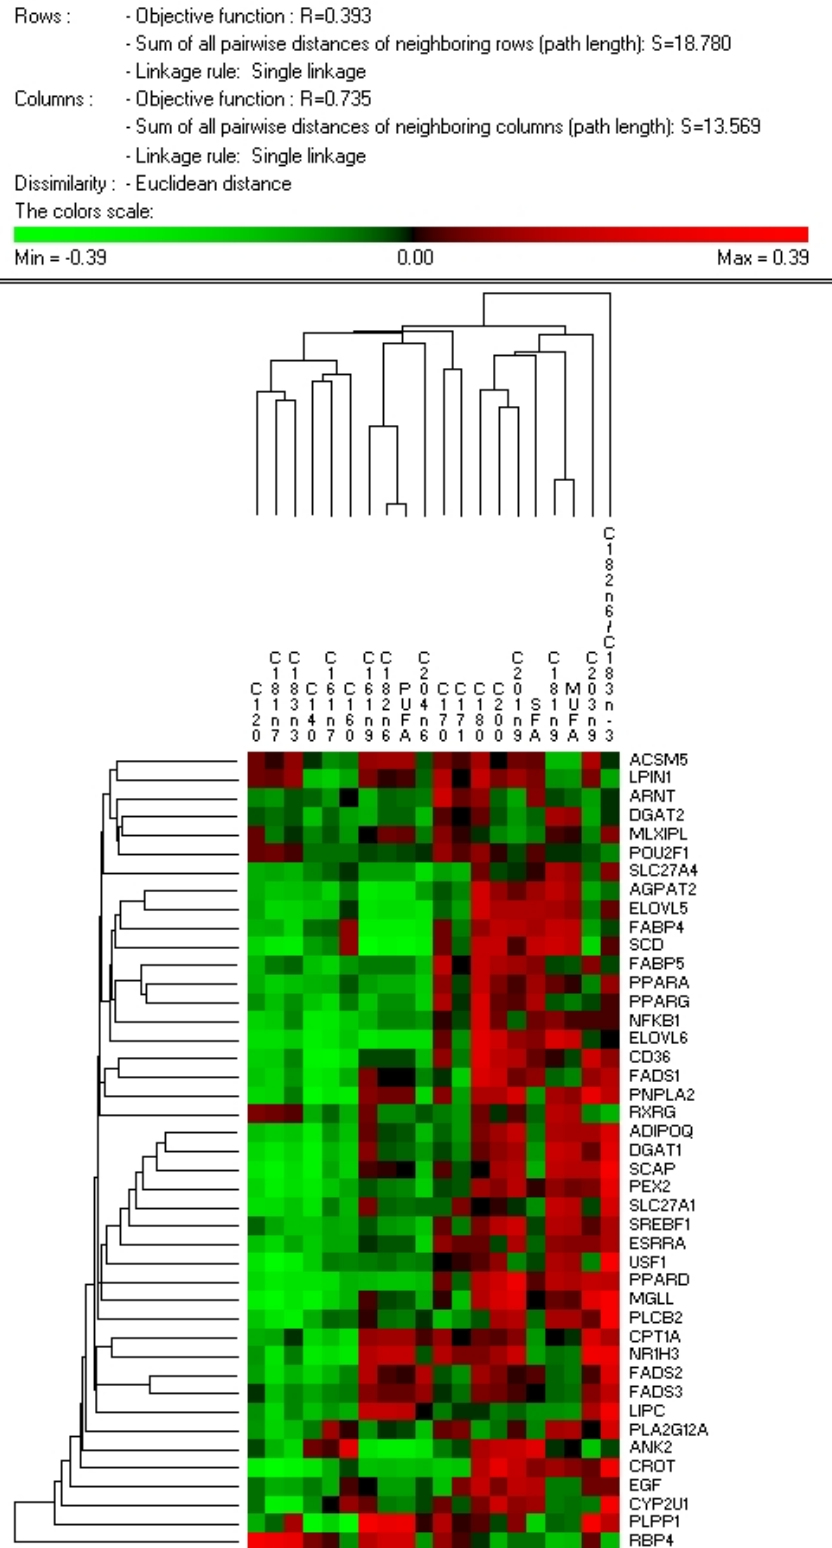 Rows : - Objective function : R=0.393
- Sum of all pairwise distances of neighboring rows (path length): S=18.780
- Linkage rule: Single linkage
Columns : - Objective function : R=0.735
- Sum of all pairwise distances of neighboring columns (path length): S=13.569
- Linkage rule: Single linkage
Dissimilarity : - Euclidean distance
The colors scale:
Min = -0.39 0.00 Max = 0.39
C120
C181n7
C183n3
C140
C161n7
C160
C161n9
C182n6
PUFA
C204n6
C170
C171
C180
C200
C201n9
SFA
C181n9
MUFA
C203n9
C182n6/C183n-3
ACSM5
LPIN1
ARNT
DGAT2
MLXIPL
POU2F1
SLC27A4
AGPAT2
ELOVL5
FABP4
SCD
FABP5
PPARA
PPARG
NFKB1
ELOVL6
CD36
FADS1
PNPLA2
RXRG
ADIPOQ
DGAT1
SCAP
PEX2
SLC27A1
SREBF1
ESRRA
USF1
PPARD
MGLL
PLCB2
CPT1A
NR1H3
FADS2
FADS3
LIPC
PLA2G12A
ANK2
CROT
EGF
CYP2U1
PLPP1
RBP4